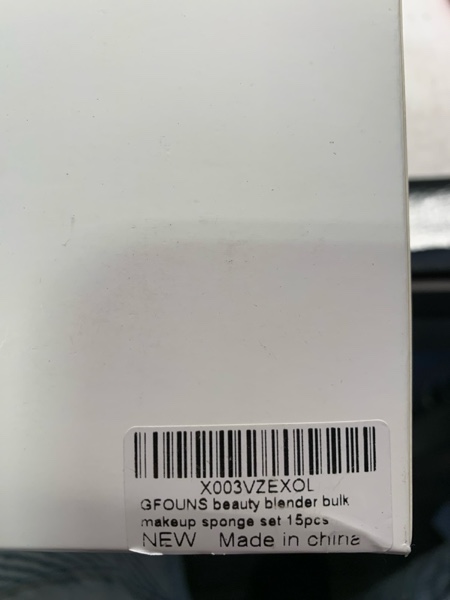 X003VZEXOL
GFOUNS beauty blender bulk
makeup sponge set 15pcs
NEW Made in china